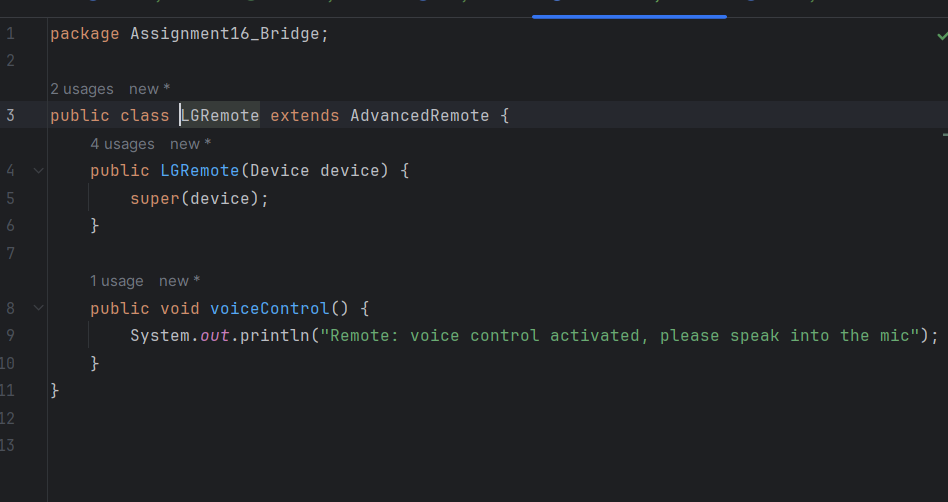 1 package Assignment16_Bridge;
2
2 usages new *
3 public class LGRemote extends AdvancedRemote {
4 usages new *
4 public LGRemote(Device device) {
5 super(device);
6 }
7
1 usage new *
8 public void voiceControl() {
9 System.out.println("Remote: voice control activated, please speak into the mic");
10 }
11 }
12
13